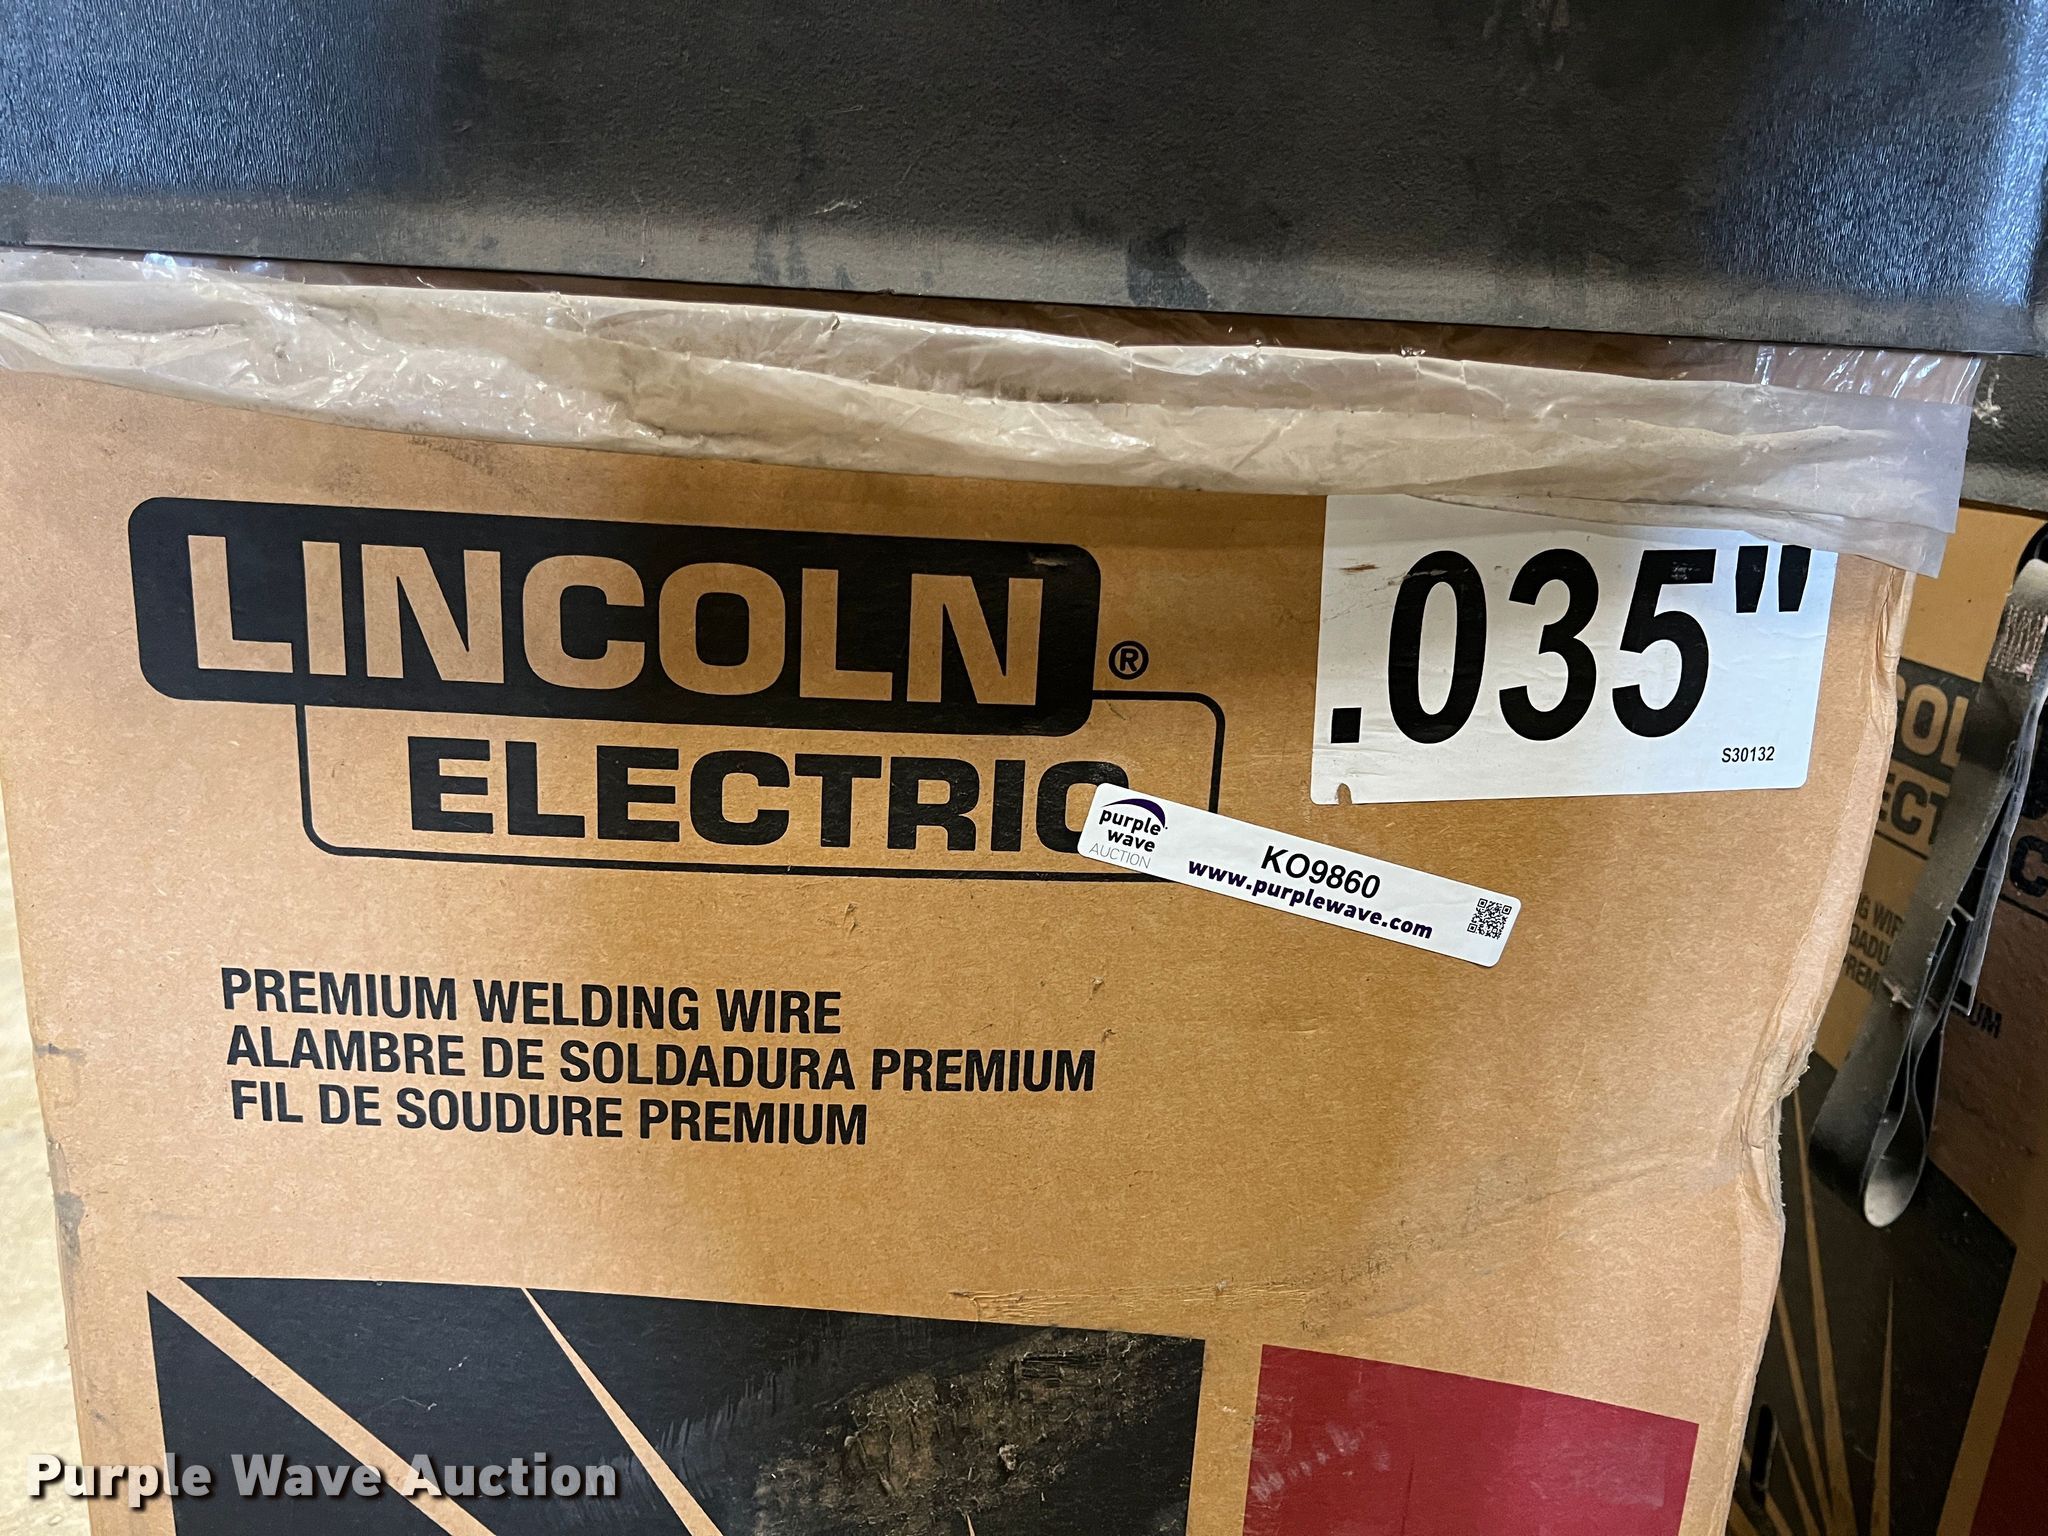 LINCOLN ®
ELECTRIC
.035"
S30132
purple
wave
AUCTION
KO9860
www.purplewave.com
PREMIUM WELDING WIRE
ALAMBRE DE SOLDADURA PREMIUM
FIL DE SOUDURE PREMIUM
Purple Wave Auction